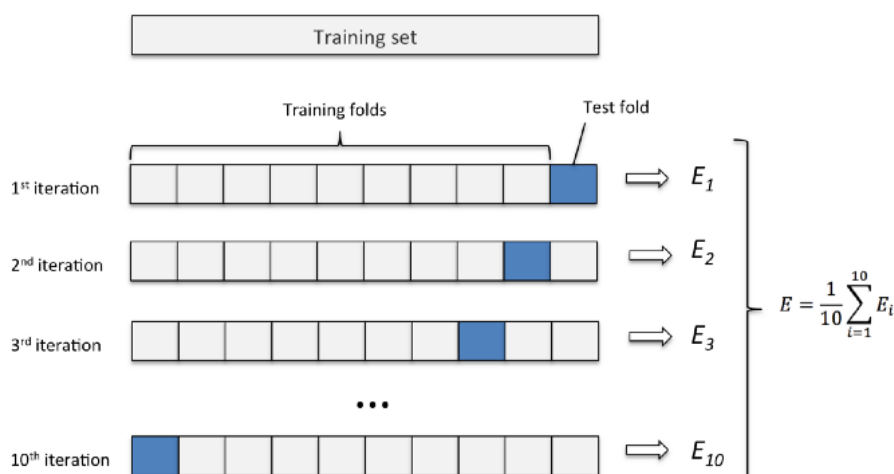 Training set
Training folds
Test fold
1st iteration
E1
2nd iteration
E2
3rd iteration
E3
E = 1/10 ∑ i=1 10 Ei
...
10th iteration
E10